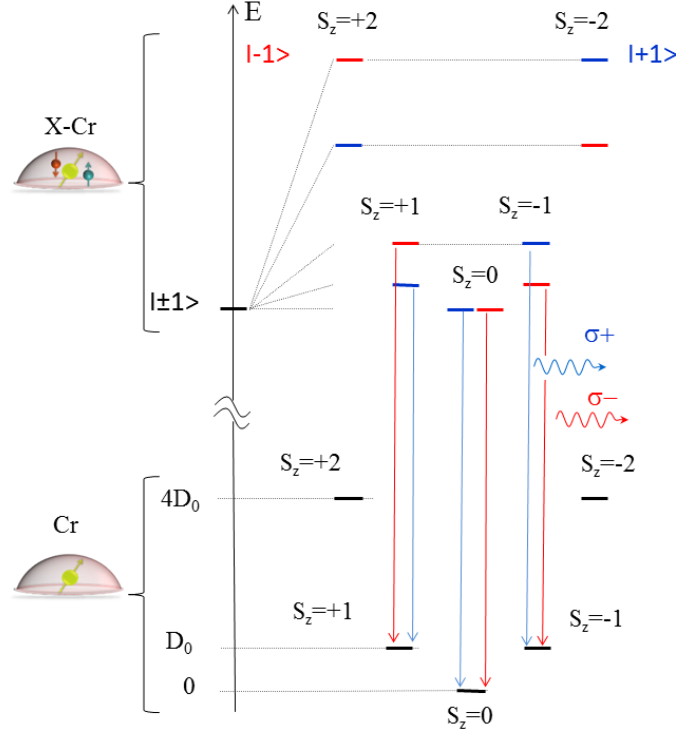 E
S_z=+2
S_z=-2
|-1>
|+1>
X-Cr
S_z=+1
S_z=-1
S_z=0
|±1>
σ+
σ−
S_z=+2
S_z=-2
4D_0
Cr
S_z=+1
S_z=-1
D_0
0
S_z=0